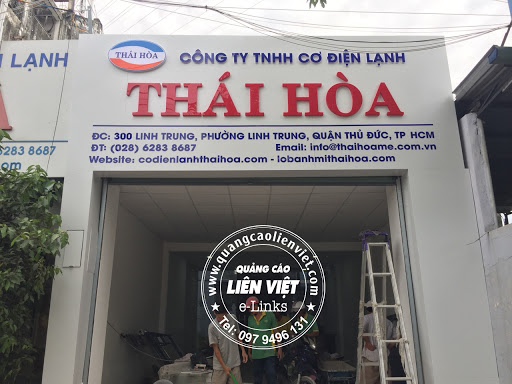 THÁI HÒA
CÔNG TY TNHH CƠ ĐIỆN LẠNH
THÁI HÒA
ĐC: 300 LINH TRUNG, PHƯỜNG LINH TRUNG, QUẬN THỦ ĐỨC, TP HCM
ĐT: (028) 6283 8687 Email: info@thaihoame.com.vn
Website: codienlanhthaihoa.com - lobanhmithaihoa.com
ỆN LẠNH
A
6283 8687
.com
www.quangcaolienviet.com
QUẢNG CÁO
LIÊN VIỆT
e-Links
Tel: 097 9496 131